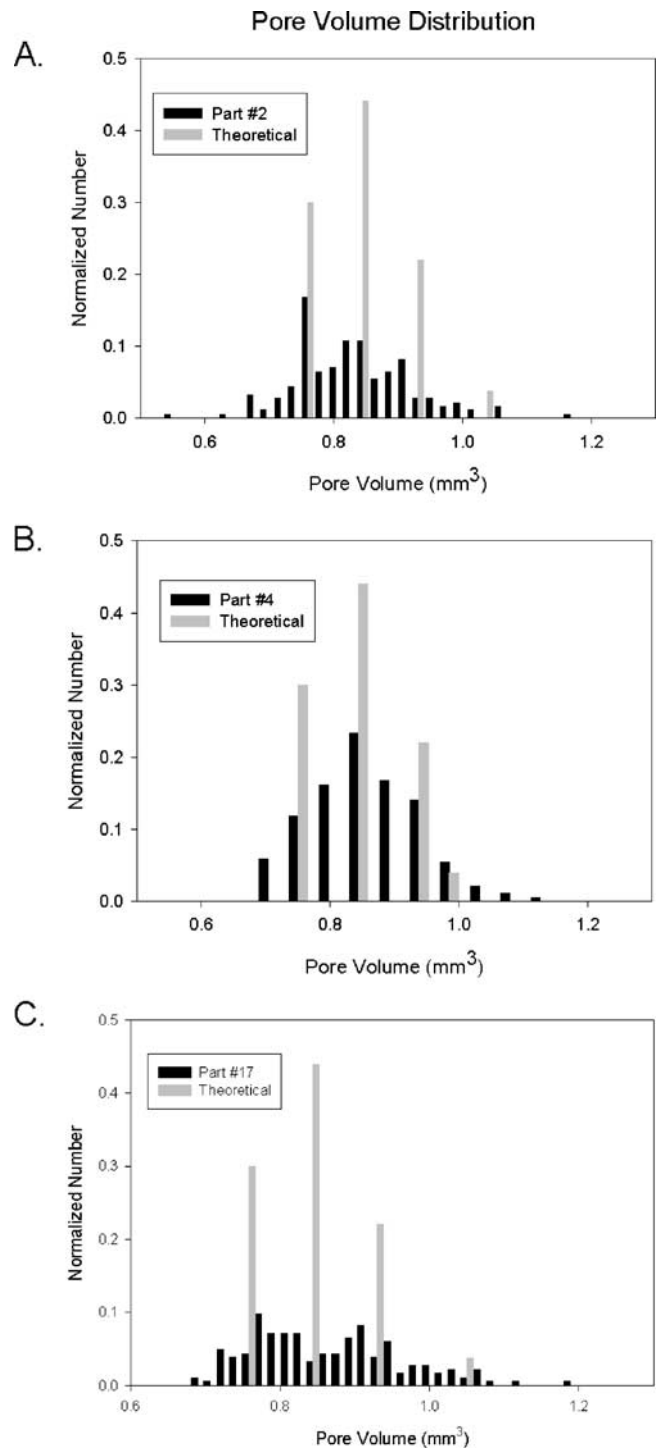 Pore Volume Distribution
A.
0.5
0.4
0.3
0.2
0.1
0.0
Normalized Number
Part #2
Theoretical
0.6 0.8 1.0 1.2
Pore Volume (mm³)
B.
0.5
0.4
0.3
0.2
0.1
0.0
Normalized Number
Part #4
Theoretical
0.6 0.8 1.0 1.2
Pore Volume (mm³)
C.
0.5
0.4
0.3
0.2
0.1
0.0
Normalized Number
Part #17
Theoretical
0.6 0.8 1.0 1.2
Pore Volume (mm³)